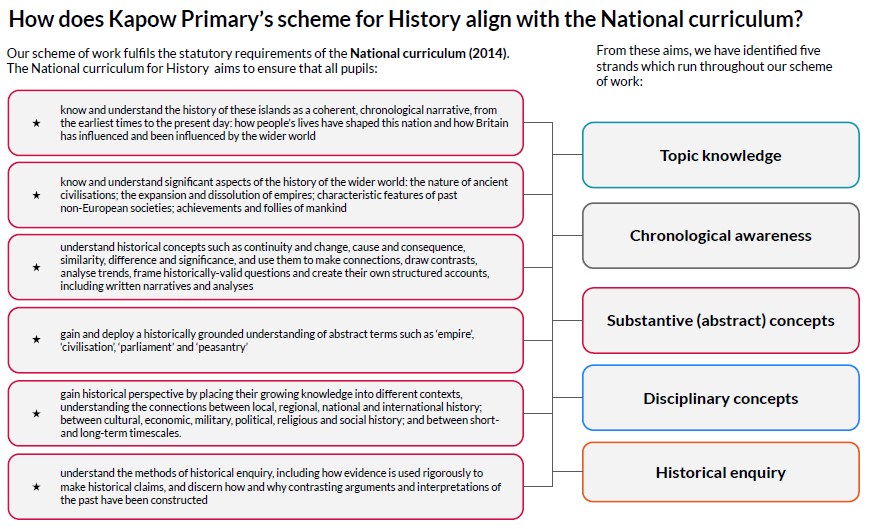 How does Kapow Primary's scheme for History align with the National curriculum?
Our scheme of work fulfils the statutory requirements of the National curriculum (2014).
The National curriculum for History aims to ensure that all pupils:
From these aims, we have identified five
strands which run throughout our scheme
of work:
★ know and understand the history of these islands as a coherent, chronological narrative, from
the earliest times to the present day: how people's lives have shaped this nation and how Britain
has influenced and been influenced by the wider world
★ know and understand significant aspects of the history of the wider world: the nature of ancient
civilisations; the expansion and dissolution of empires; characteristic features of past
non-European societies; achievements and follies of mankind
★ understand historical concepts such as continuity and change, cause and consequence,
similarity, difference and significance, and use them to make connections, draw contrasts,
analyse trends, frame historically-valid questions and create their own structured accounts,
including written narratives and analyses
★ gain and deploy a historically grounded understanding of abstract terms such as 'empire',
'civilisation', 'parliament' and 'peasantry'
★ gain historical perspective by placing their growing knowledge into different contexts,
understanding the connections between local, regional, national and international history;
between cultural, economic, military, political, religious and social history; and between short-
and long-term timescales.
★ understand the methods of historical enquiry, including how evidence is used rigorously to
make historical claims, and discern how and why contrasting arguments and interpretations of
the past have been constructed
Topic knowledge
Chronological awareness
Substantive (abstract) concepts
Disciplinary concepts
Historical enquiry